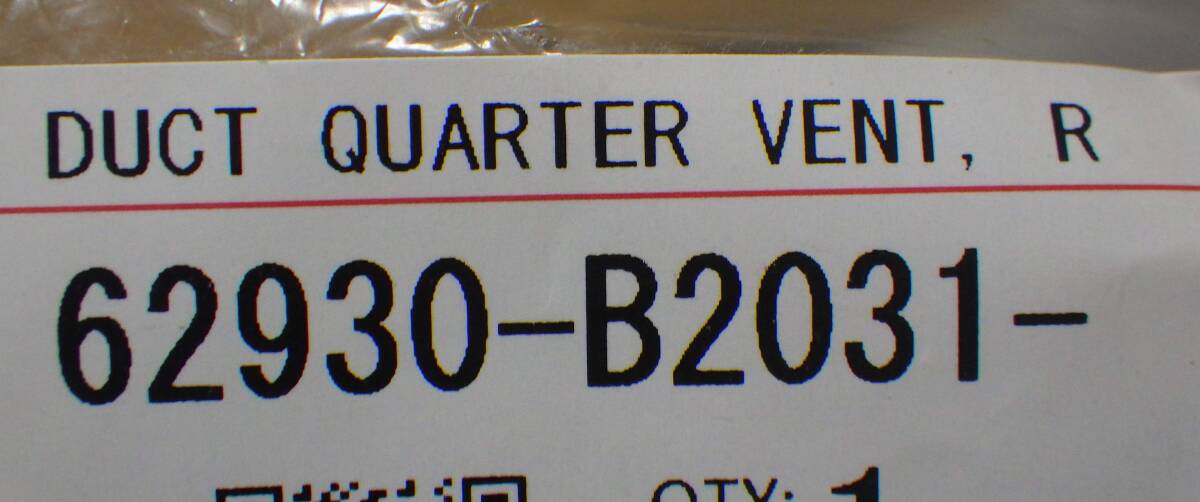 DUCT QUARTER VENT, R
62930-B2031-
QTY: 1